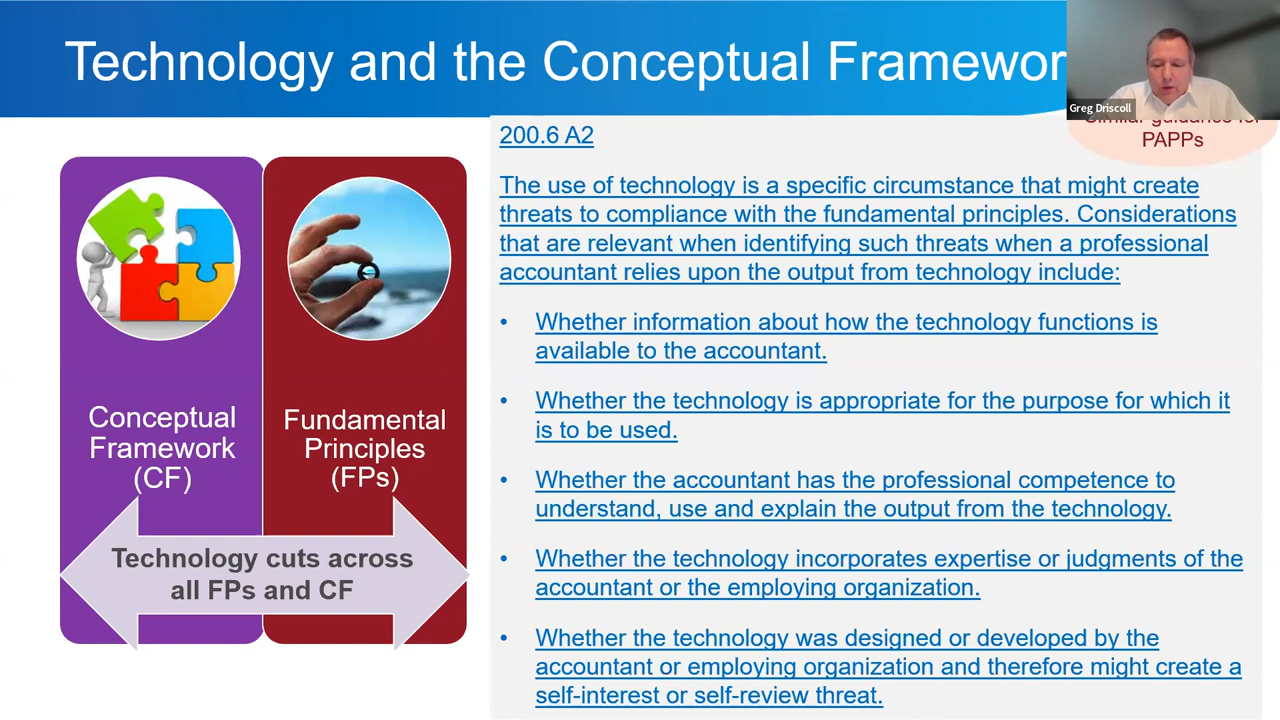 Technology and the Conceptual Framewor
Greg Driscoll
Similar guidance for
PAPPs
200.6 A2
The use of technology is a specific circumstance that might create
threats to compliance with the fundamental principles. Considerations
that are relevant when identifying such threats when a professional
accountant relies upon the output from technology include:
• Whether information about how the technology functions is
available to the accountant.
• Whether the technology is appropriate for the purpose for which it
is to be used.
• Whether the accountant has the professional competence to
understand, use and explain the output from the technology.
• Whether the technology incorporates expertise or judgments of the
accountant or the employing organization.
• Whether the technology was designed or developed by the
accountant or employing organization and therefore might create a
self-interest or self-review threat.
Conceptual
Framework
(CF)
Fundamental
Principles
(FPs)
Technology cuts across
all FPs and CF